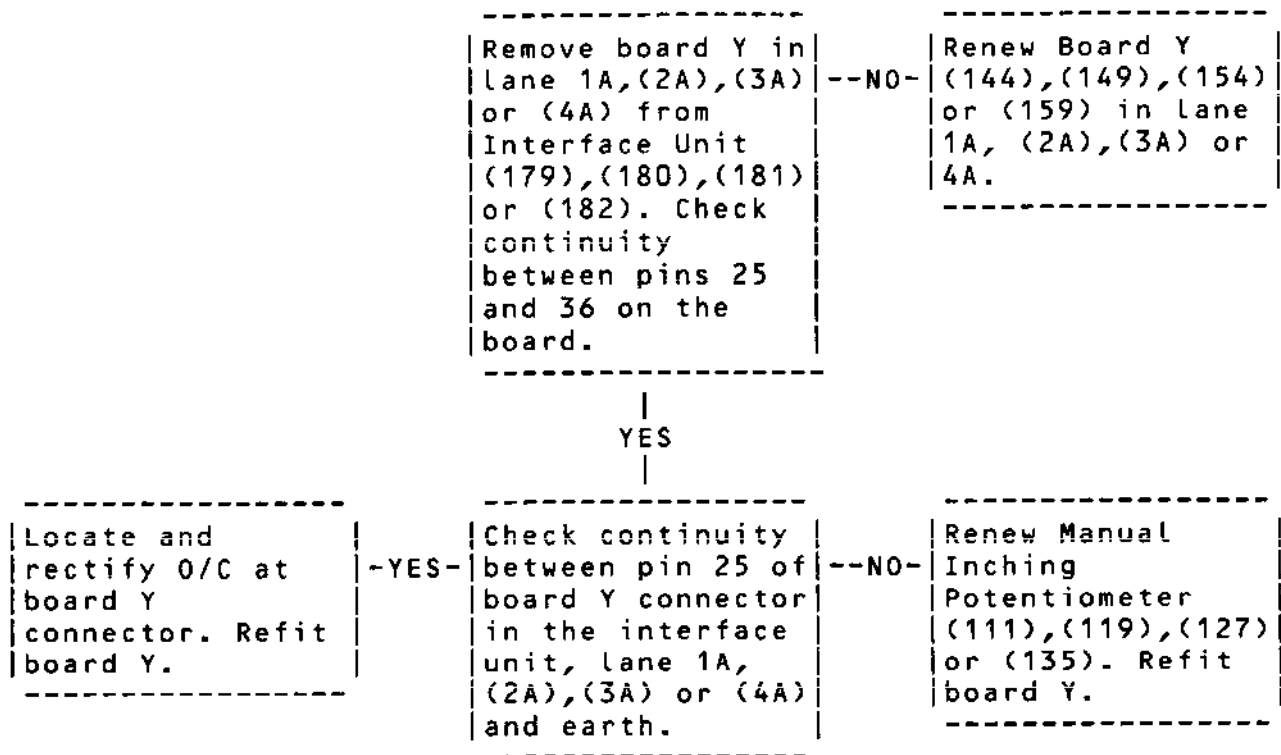 Remove board Y in
lane 1A,(2A),(3A)
or (4A) from
Interface Unit
(179),(180),(181)
or (182). Check
continuity
between pins 25
and 36 on the
board.
--NO-
Renew Board Y
(144),(149),(154)
or (159) in lane
1A, (2A),(3A) or
4A.
YES
Locate and
rectify O/C at
board Y
connector. Refit
board Y.
-YES-
Check continuity
between pin 25 of
board Y connector
in the interface
unit, lane 1A,
(2A),(3A) or (4A)
and earth.
--NO-
Renew Manual
Inching
Potentiometer
(111),(119),(127)
or (135). Refit
board Y.